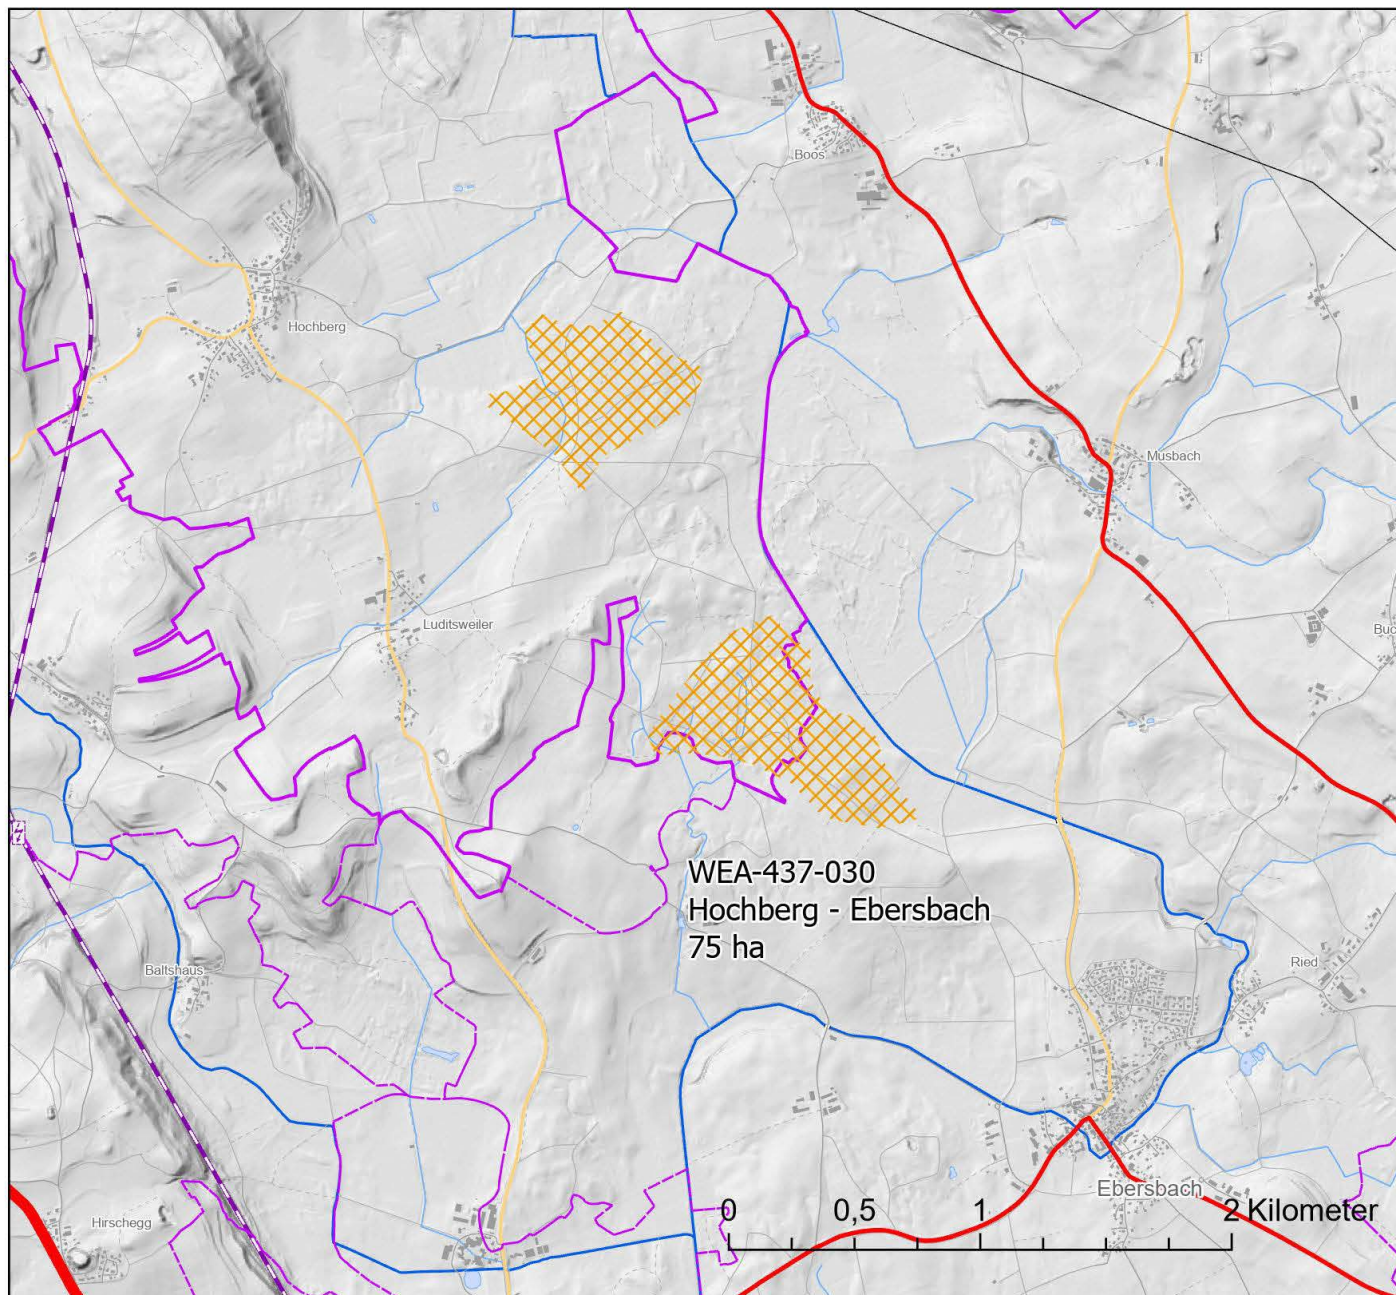 Boos
Hochberg
Musbach
Luditsweiler
Buc
WEA-437-030
Hochberg - Ebersbach
75 ha
Baltshaus
Ried
Ebersbach
Hirschegg
0 0,5 1 2 Kilometer